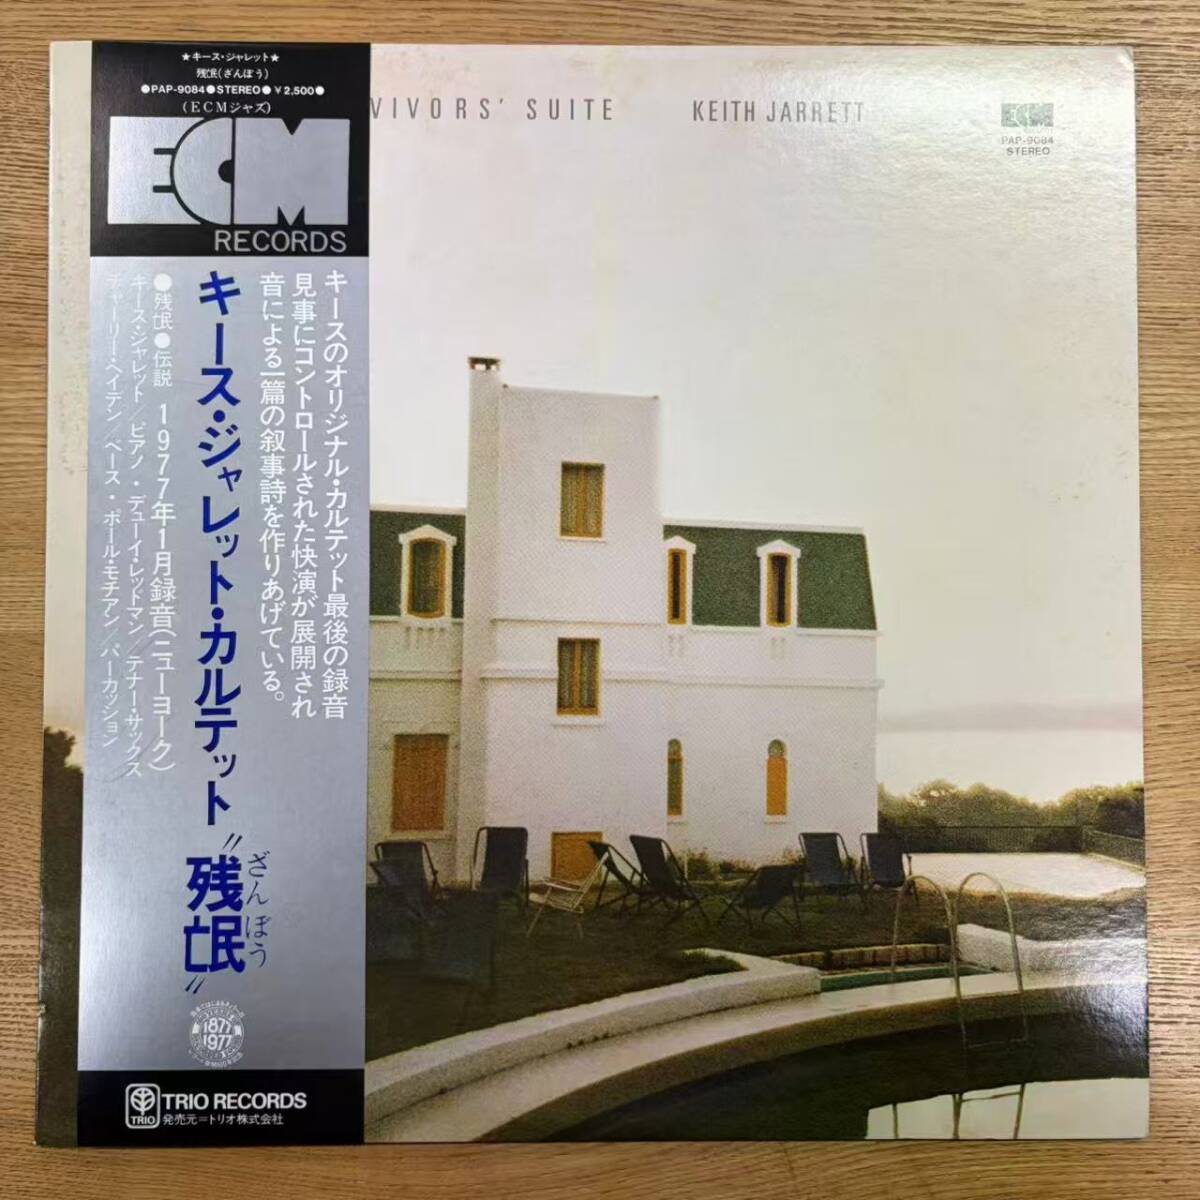 ★キース・ジャレット★
残氓(ざんぼう)
●PAP-9084●STEREO●¥2,500●
(ECMジャズ)
ECM
RECORDS
キースのオリジナル・カルテット最後の録音
見事にコントロールされた快演が展開され
音による一篇の叙事詩を作りあげている。
キース・ジャレット・カルテット〝残氓〟
ざんぼう
●残氓●伝説 1977年1月録音(ニューヨーク)
キース・ジャレット/ピアノ・デューイ・レッドマン/テナー・サックス
チャーリー・ヘイデン/ベース・ポール・モチアン/パーカッション
1877
1977
TRIO
TRIO RECORDS
発売元=トリオ株式会社
VIVORS' SUITE KEITH JARRETT
ECM
PAP-9084
STEREO